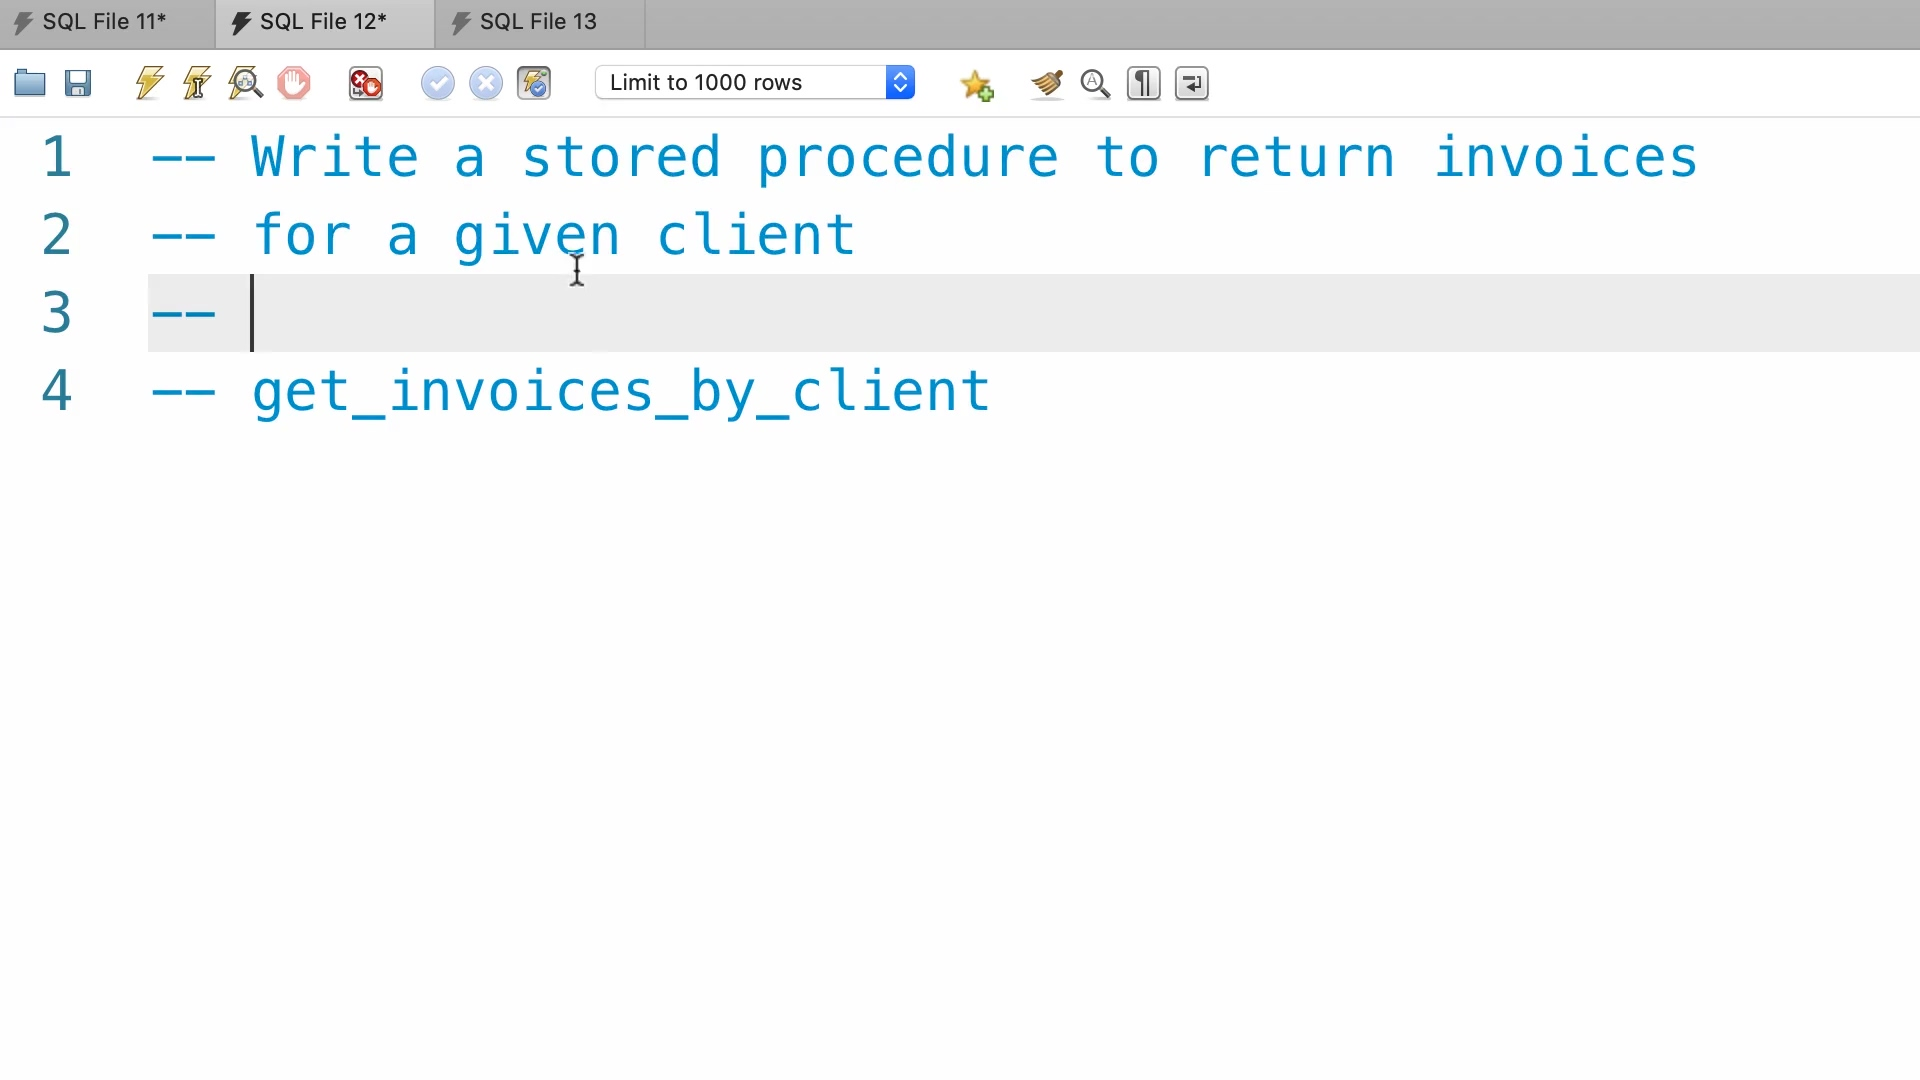 SQL File 11* SQL File 12* SQL File 13
Limit to 1000 rows
1 -- Write a stored procedure to return invoices
2 -- for a given client
3 --
4 -- get_invoices_by_client